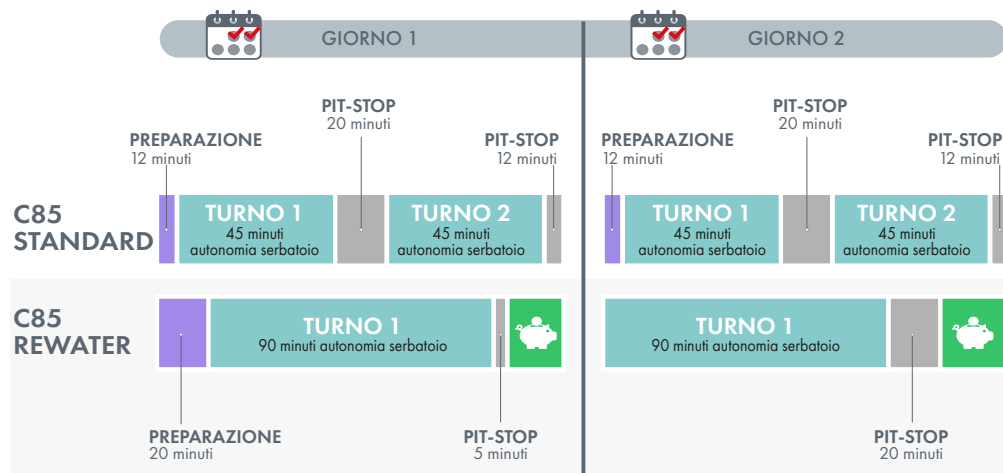 GIORNO 1
GIORNO 2
PIT-STOP
20 minuti
PREPARAZIONE
12 minuti
PIT-STOP
12 minuti
PIT-STOP
20 minuti
PREPARAZIONE
12 minuti
PIT-STOP
12 minuti
C85
STANDARD
TURNO 1
45 minuti
autonomia serbatoio
TURNO 2
45 minuti
autonomia serbatoio
TURNO 1
45 minuti
autonomia serbatoio
TURNO 2
45 minuti
autonomia serbatoio
C85
REWATER
TURNO 1
90 minuti autonomia serbatoio
TURNO 1
90 minuti autonomia serbatoio
PREPARAZIONE
20 minuti
PIT-STOP
5 minuti
PIT-STOP
20 minuti